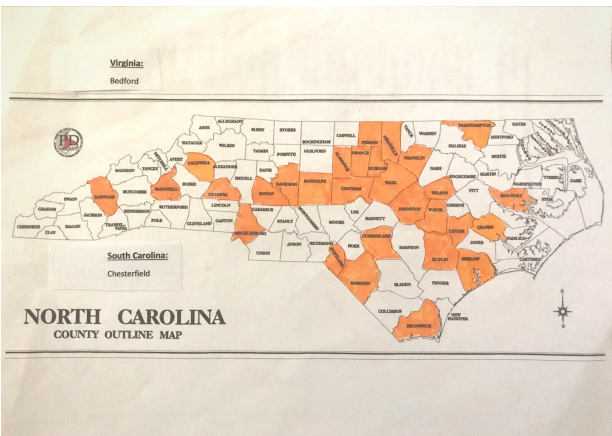 Virginia:
Bedford
ALLEGHANY
ASHE
SURRY
STOKES
ROCKINGHAM
CASWELL
PERSON
GRANVILLE
WARREN
NORTHAMPTON
GATES
HERTFORD
HALIFAX
WATAUGA
WILKES
YADKIN
FORSYTH
GUILFORD
ALAMANCE
ORANGE
DURHAM
FRANKLIN
NASH
BERTIE
AVERY
CALDWELL
ALEXANDER
IREDELL
DAVIE
DAVIDSON
RANDOLPH
CHATHAM
WAKE
EDGECOMBE
MARTIN
WASHINGTON
TYRRELL
DARE
MADISON
YANCEY
BURKE
CATAWBA
ROWAN
WILSON
PITT
BEAUFORT
HYDE
HAYWOOD
BUNCOMBE
MCDOWELL
SWAIN
GRAHAM
JACKSON
HENDERSON
RUTHERFORD
LINCOLN
CABARRUS
STANLY
MONTGOMERY
MOORE
LEE
HARNETT
JOHNSTON
WAYNE
GREENE
LENOIR
CRAVEN
PAMLICO
CHEROKEE
CLAY
MACON
POLK
CLEVELAND
GASTON
MECKLENBURG
UNION
ANSON
RICHMOND
HOKE
CUMBERLAND
SAMPSON
DUPLIN
JONES
ONSLOW
CARTERET
ROBESON
BLADEN
PENDER
COLUMBUS
NEW
HANOVER
BRUNSWICK
South Carolina:
Chesterfield
NORTH CAROLINA
COUNTY OUTLINE MAP